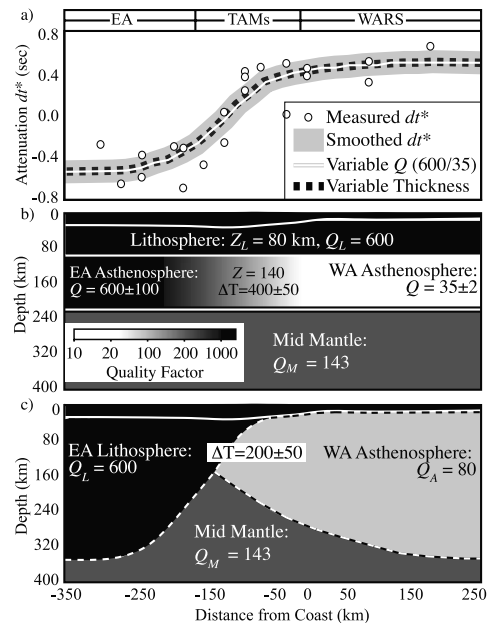 EA TAMs WARS
a)
Attenuation dt* (sec)
0.8
0.4
0.0
-0.4
-0.8
Measured dt*
Smoothed dt*
Variable Q (600/35)
Variable Thickness
b)
Depth (km)
0
80
160
240
320
400
Lithosphere: Z_L = 80 km, Q_L = 600
EA Asthenosphere:
Q = 600±100
Z = 140
ΔT=400±50
WA Asthenosphere:
Q = 35±2
10 20 100 200 1000
Quality Factor
Mid Mantle:
Q_M = 143
c)
Depth (km)
0
80
160
240
320
400
EA Lithosphere:
Q_L = 600
ΔT=200±50
WA Asthenosphere:
Q_A = 80
Mid Mantle:
Q_M = 143
-350 -250 -150 -50 0 50 150 250
Distance from Coast (km)